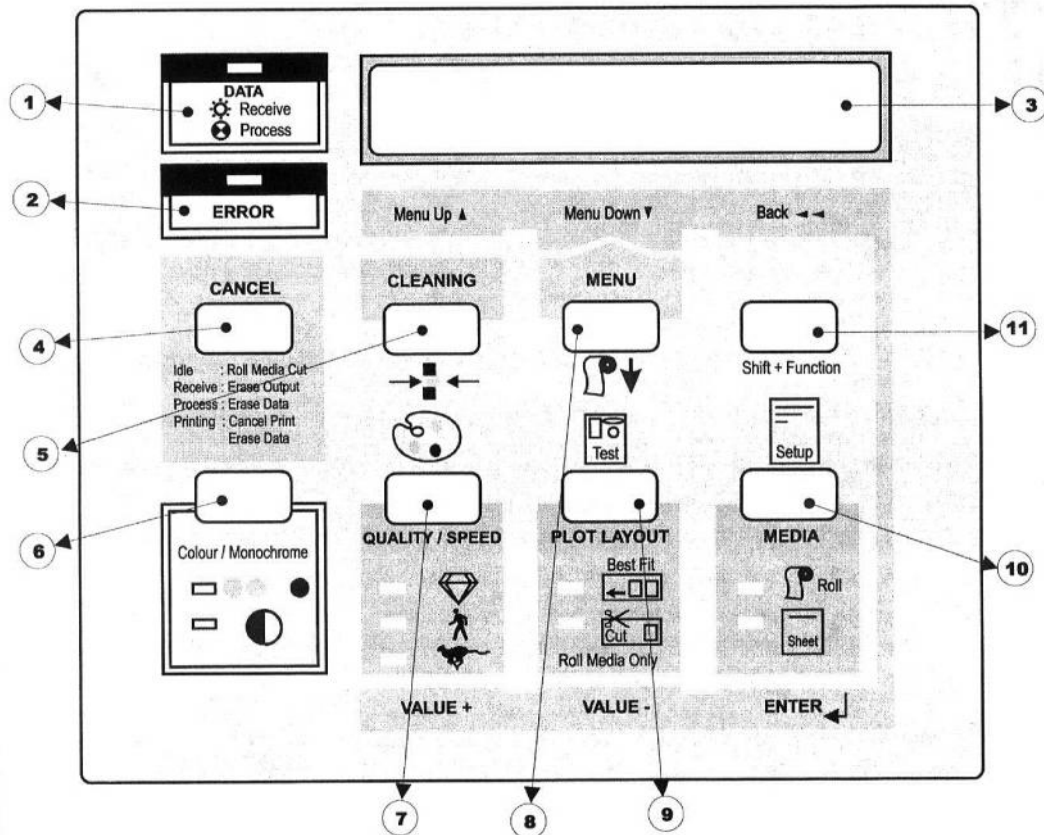 DATA
Receive
Process
1
3
2
ERROR
Menu Up ▲
Menu Down ▼
Back ◄ ◄
CANCEL
CLEANING
MENU
4
11
Idle : Roll Media Cut
Receive : Erase Output
Process : Erase Data
Printing : Cancel Print
Erase Data
Shift + Function
5
Test
Setup
6
Colour / Monochrome
QUALITY / SPEED
PLOT LAYOUT
MEDIA
10
Best Fit
Roll
Cut
Sheet
Roll Media Only
VALUE +
VALUE -
ENTER
7
8
9